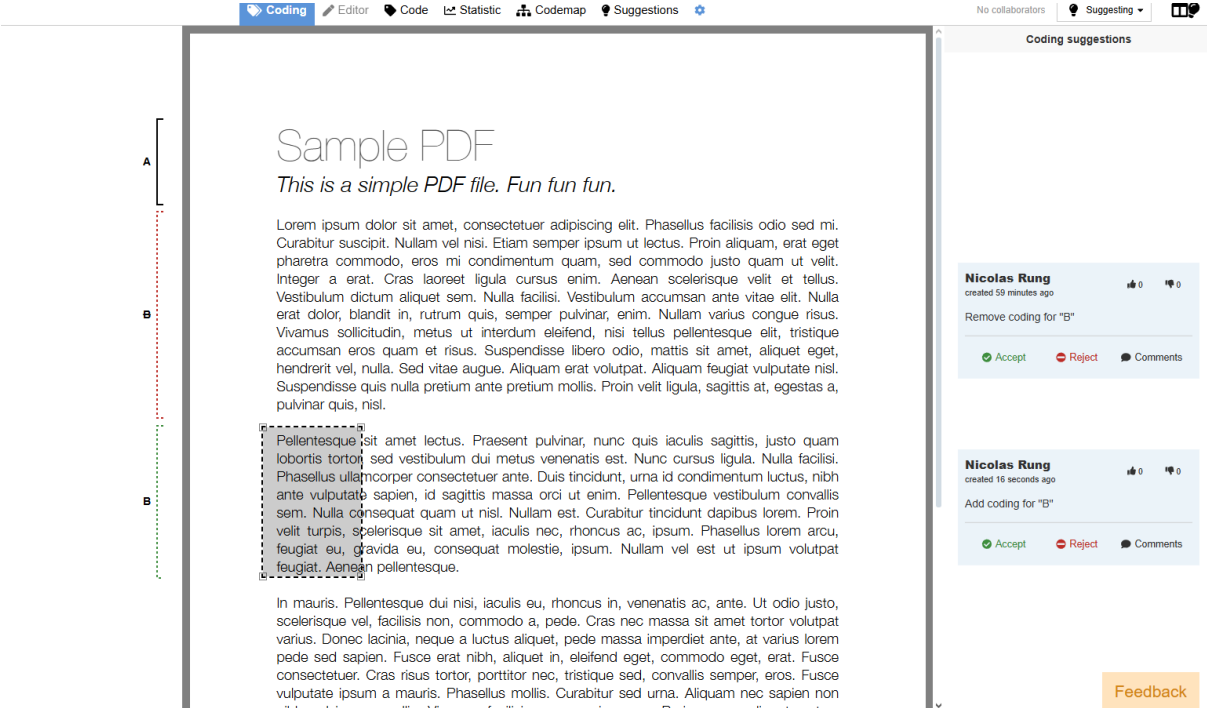 Coding Editor Code Statistic Codemap Suggestions No collaborators Suggesting
Coding suggestions
A
B
B
Sample PDF
This is a simple PDF file. Fun fun fun.
Lorem ipsum dolor sit amet, consectetuer adipiscing elit. Phasellus facilisis odio sed mi.
Curabitur suscipit. Nullam vel nisi. Etiam semper ipsum ut lectus. Proin aliquam, erat eget
pharetra commodo, eros mi condimentum quam, sed commodo justo quam ut velit.
Integer a erat. Cras laoreet ligula cursus enim. Aenean scelerisque velit et tellus.
Vestibulum dictum aliquet sem. Nulla facilisi. Vestibulum accumsan ante vitae elit. Nulla
erat dolor, blandit in, rutrum quis, semper pulvinar, enim. Nullam varius congue risus.
Vivamus sollicitudin, metus ut interdum eleifend, nisi tellus pellentesque elit, tristique
accumsan eros quam et risus. Suspendisse libero odio, mattis sit amet, aliquet eget,
hendrerit vel, nulla. Sed vitae augue. Aliquam erat volutpat. Aliquam feugiat vulputate nisl.
Suspendisse quis nulla pretium ante pretium mollis. Proin velit ligula, sagittis at, egestas a,
pulvinar quis, nisl.
Pellentesque sit amet lectus. Praesent pulvinar, nunc quis iaculis sagittis, justo quam
lobortis tortor, sed vestibulum dui metus venenatis est. Nunc cursus ligula. Nulla facilisi.
Phasellus ullamcorper consectetuer ante. Duis tincidunt, urna id condimentum luctus, nibh
ante vulputate sapien, id sagittis massa orci ut enim. Pellentesque vestibulum convallis
sem. Nulla consequat quam ut nisl. Nullam est. Curabitur tincidunt dapibus lorem. Proin
velit turpis, scelerisque sit amet, iaculis nec, rhoncus ac, ipsum. Phasellus lorem arcu,
feugiat eu, gravida eu, consequat molestie, ipsum. Nullam vel est ut ipsum volutpat
feugiat. Aenean pellentesque.
In mauris. Pellentesque dui nisi, iaculis eu, rhoncus in, venenatis ac, ante. Ut odio justo,
scelerisque vel, facilisis non, commodo a, pede. Cras nec massa sit amet tortor volutpat
varius. Donec lacinia, neque a luctus aliquet, pede massa imperdiet ante, at varius lorem
pede sed sapien. Fusce erat nibh, aliquet in, eleifend eget, commodo eget, erat. Fusce
consectetuer. Cras risus tortor, porttitor nec, tristique sed, convallis semper, eros. Fusce
vulputate ipsum a mauris. Phasellus mollis. Curabitur sed urna. Aliquam nec sapien non
Nicolas Rung
created 59 minutes ago
0 0
Remove coding for "B"
Accept Reject Comments
Nicolas Rung
created 16 seconds ago
0 0
Add coding for "B"
Accept Reject Comments
Feedback